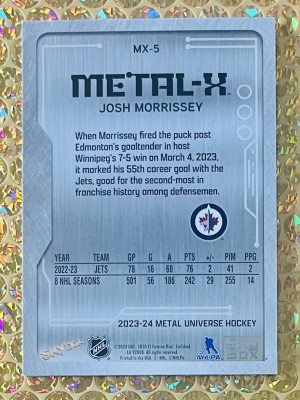 MX-5
METAL-X
JOSH MORRISSEY
When Morrissey fired the puck past
Edmonton's goaltender in host
Winnipeg's 7-5 win on March 4, 2023,
it marked his 55th career goal with the
Jets, good for the second-most in
franchise history among defensemen.
YEAR TEAM GP G A PTS +/- PIM PPG
2022-23 JETS 78 16 60 76 2 41 2
8 NHL SEASONS 501 56 186 242 29 255 14
2023-24 METAL UNIVERSE HOCKEY
NHL
NHLPA